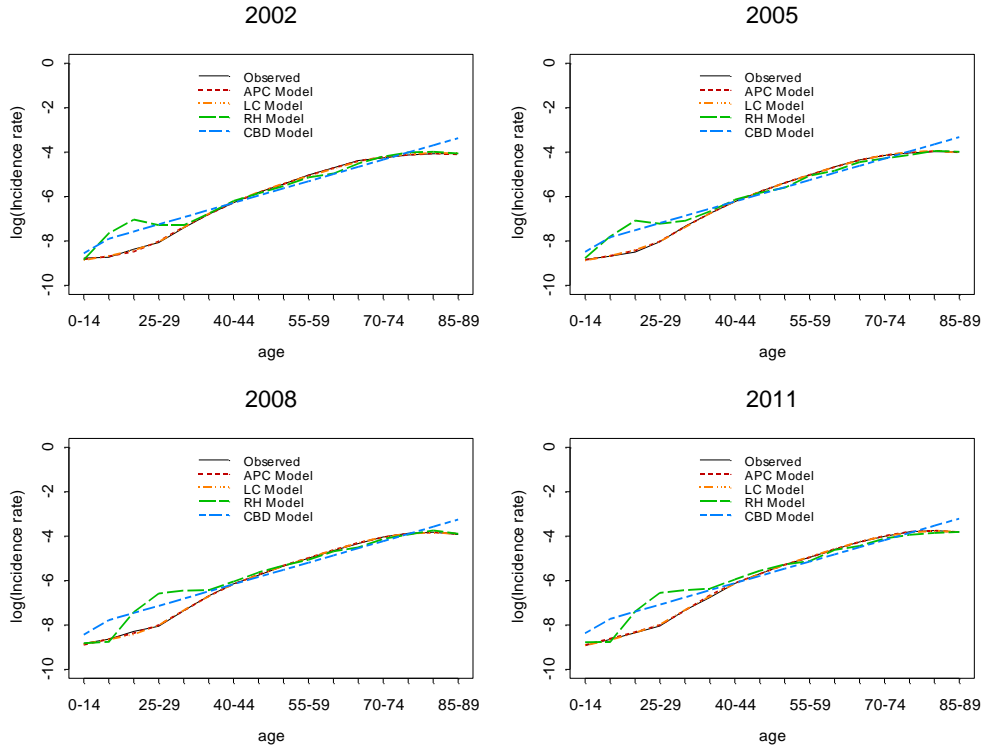 2002
log(Incidence rate)
0
-2
-4
-6
-8
-10
Observed
APC Model
LC Model
RH Model
CBD Model
0-14 25-29 40-44 55-59 70-74 85-89
age
2005
log(Incidence rate)
0
-2
-4
-6
-8
-10
Observed
APC Model
LC Model
RH Model
CBD Model
0-14 25-29 40-44 55-59 70-74 85-89
age
2008
log(Incidence rate)
0
-2
-4
-6
-8
-10
Observed
APC Model
LC Model
RH Model
CBD Model
0-14 25-29 40-44 55-59 70-74 85-89
age
2011
log(Incidence rate)
0
-2
-4
-6
-8
-10
Observed
APC Model
LC Model
RH Model
CBD Model
0-14 25-29 40-44 55-59 70-74 85-89
age